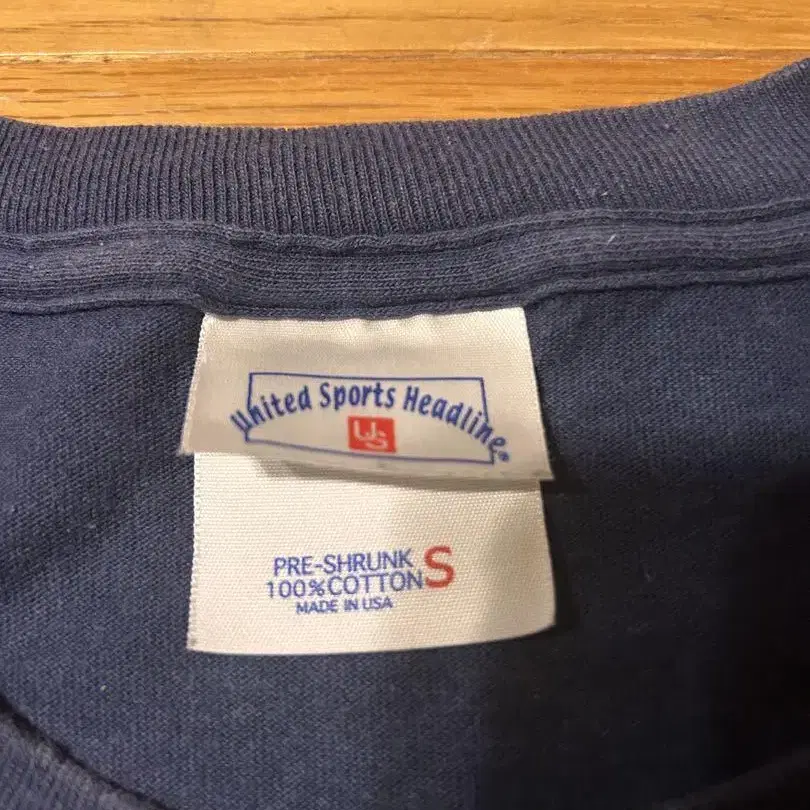 United Sports Headline®
US
PRE-SHRUNK
100% COTTON S
MADE IN USA